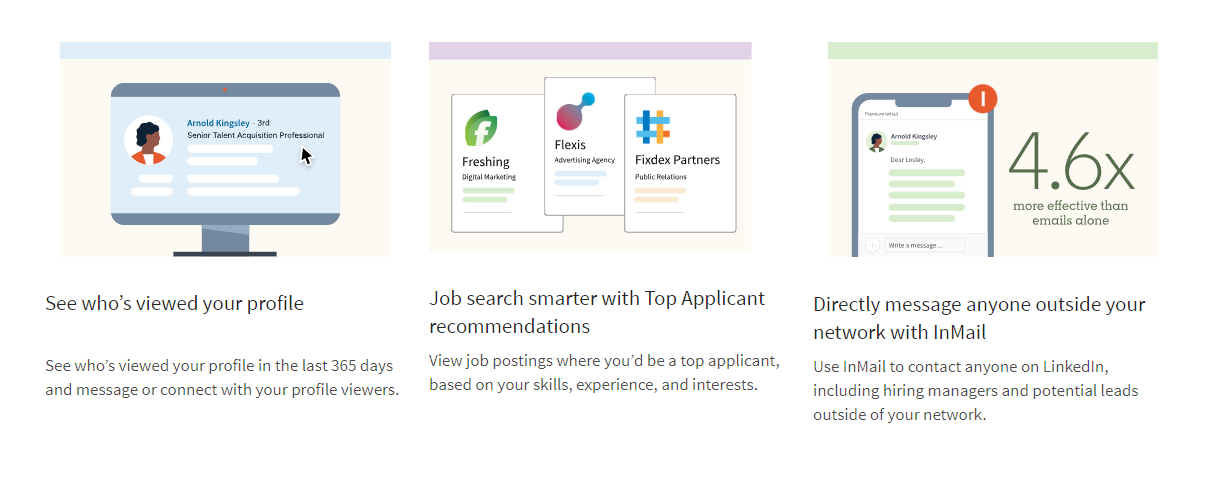 Arnold Kingsley · 3rd
Senior Talent Acquisition Professional
See who's viewed your profile
See who's viewed your profile in the last 365 days
and message or connect with your profile viewers.
Freshing
Digital Marketing
Flexis
Advertising Agency
Fixdex Partners
Public Relations
Job search smarter with Top Applicant
recommendations
View job postings where you'd be a top applicant,
based on your skills, experience, and interests.
Premium InMail
Arnold Kingsley
Dear Lesley,
Write a message...
4.6x
more effective than
emails alone
Directly message anyone outside your
network with InMail
Use InMail to contact anyone on LinkedIn,
including hiring managers and potential leads
outside of your network.